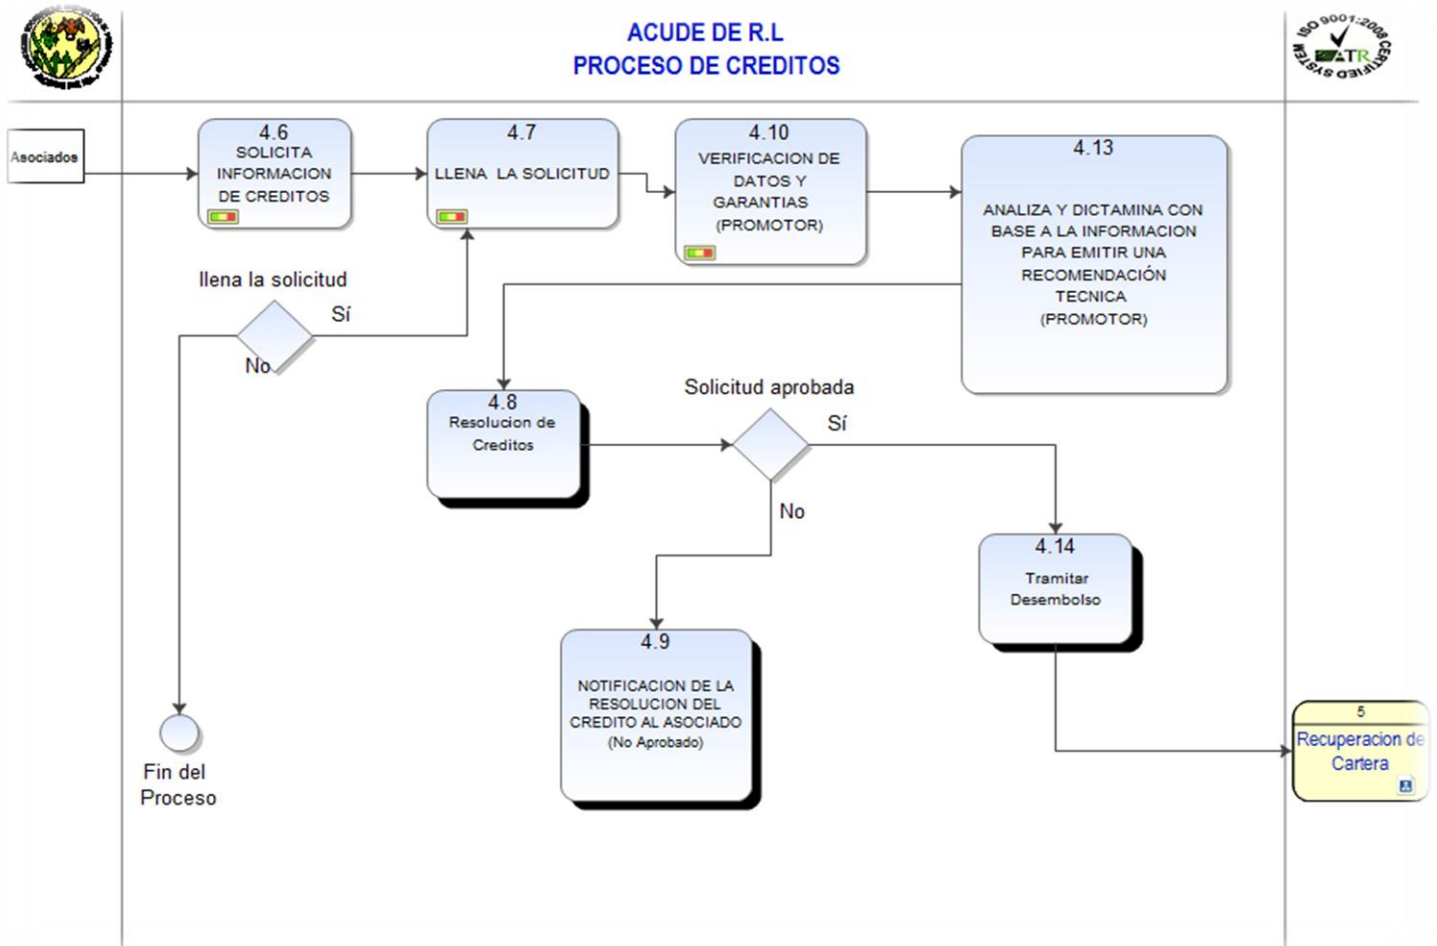 ACUDE DE R.L
PROCESO DE CREDITOS
ISO 9001:2008 CERTIFIED SYSTEM
ATR
Asociados
4.6
SOLICITA
INFORMACION
DE CREDITOS
4.7
LLENA LA SOLICITUD
4.10
VERIFICACION DE
DATOS Y
GARANTIAS
(PROMOTOR)
4.13
ANALIZA Y DICTAMINA CON
BASE A LA INFORMACION
PARA EMITIR UNA
RECOMENDACIÓN
TECNICA
(PROMOTOR)
llena la solicitud
Sí
No
4.8
Resolucion de
Creditos
Solicitud aprobada
Sí
No
4.14
Tramitar
Desembolso
4.9
NOTIFICACION DE LA
RESOLUCION DEL
CREDITO AL ASOCIADO
(No Aprobado)
5
Recuperacion de
Cartera
Fin del
Proceso